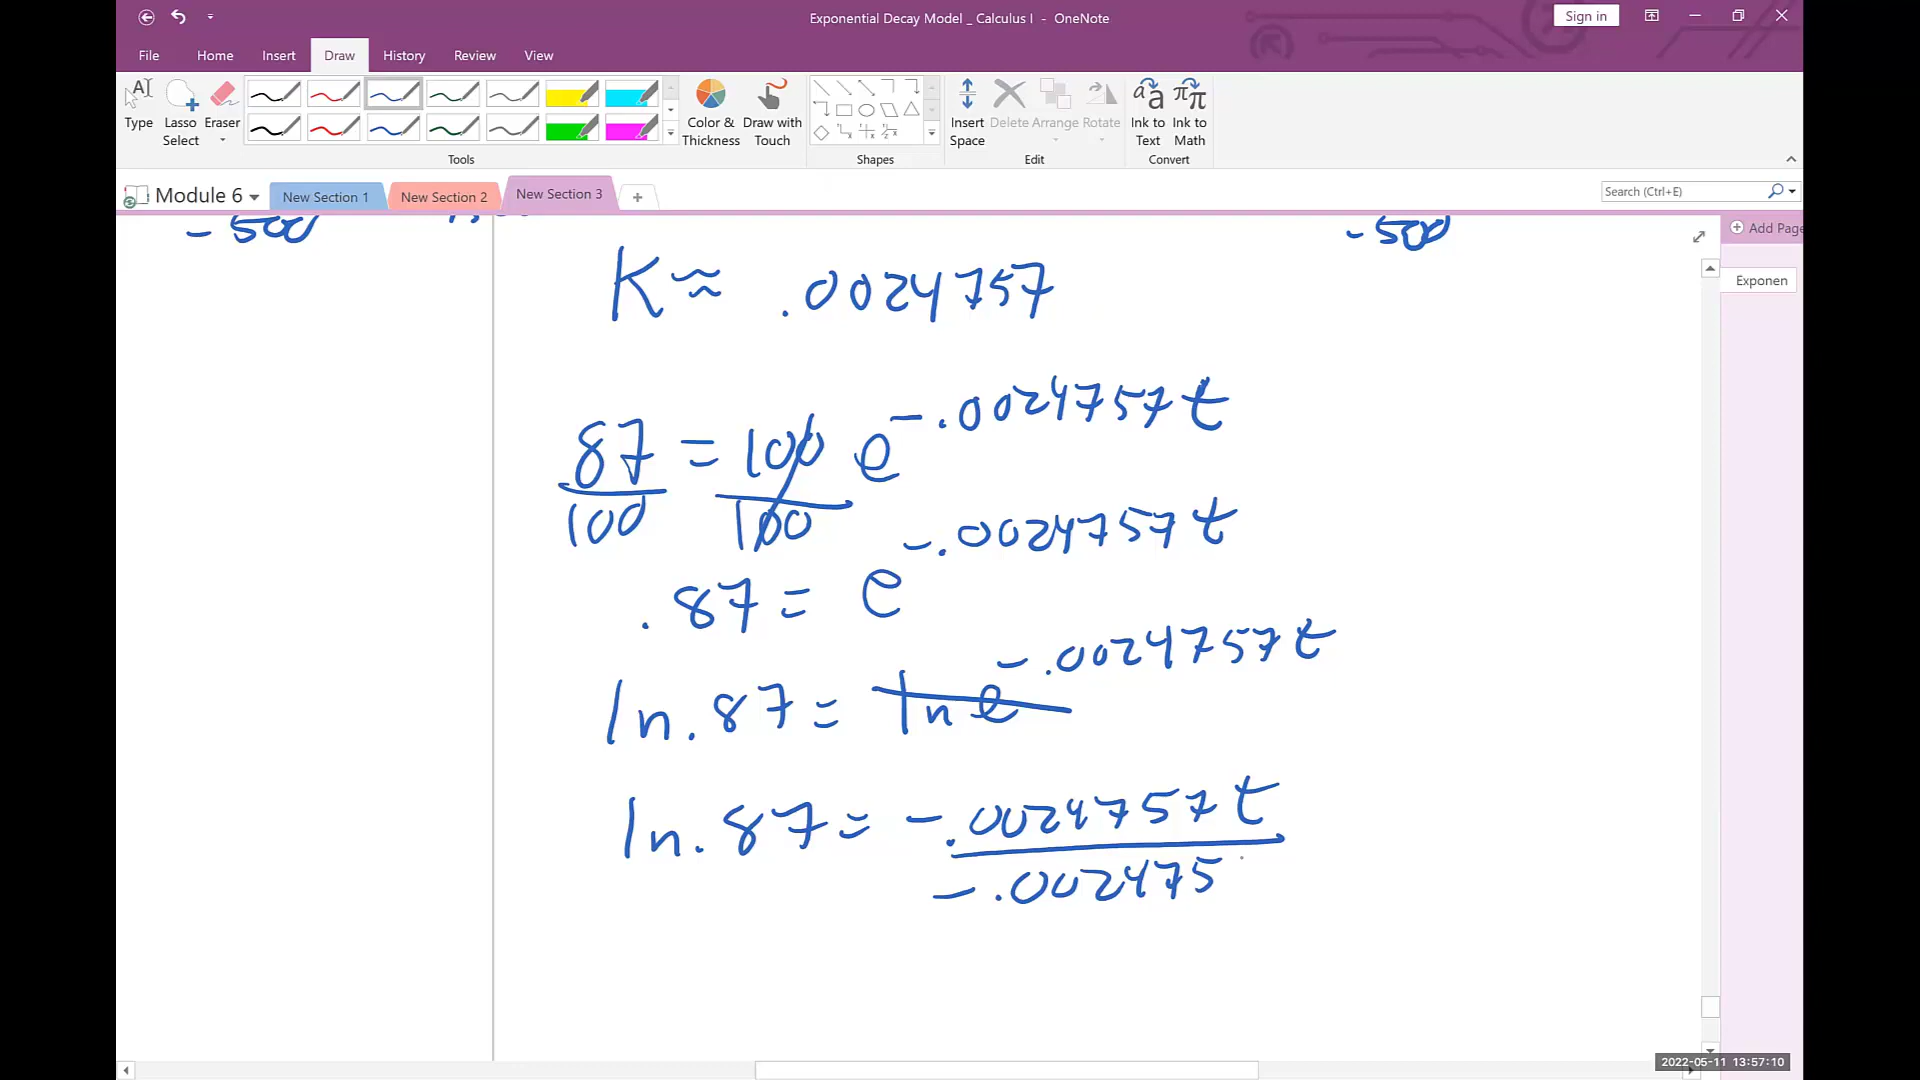 Exponential Decay Model _ Calculus I - OneNote
Sign in
File Home Insert Draw History Review View
Type Lasso Select Eraser Color & Thickness Draw with Touch Insert Space Delete Arrange Rotate Ink to Text Ink to Math
Tools Shapes Edit Convert
Module 6 New Section 1 New Section 2 New Section 3 Search (Ctrl+E)
Add Page
Exponen
- 500
- 500
K ≈ .0024757
87 = 100 e^-.0024757t
100 100
.87 = e^-.0024757t
ln .87 = ln e^-.0024757t
ln .87 = -.0024757t
-.002475
2022-05-11 13:57:10